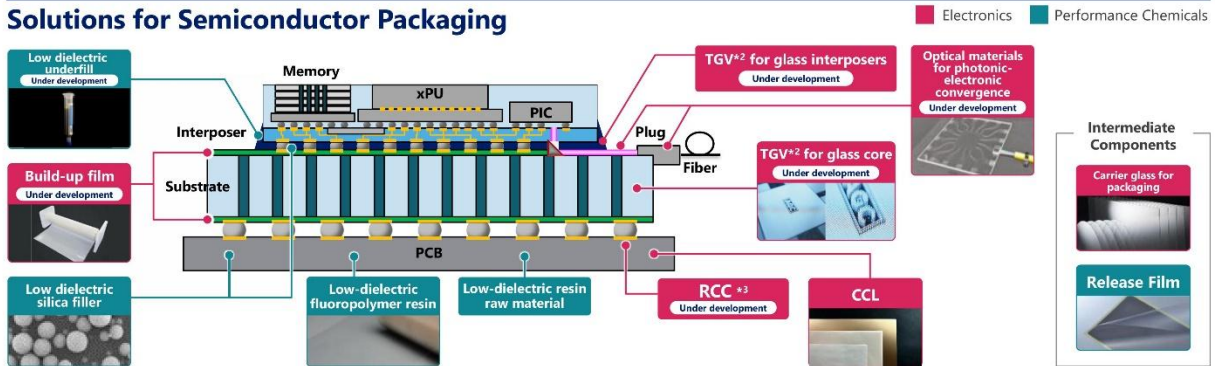 Solutions for Semiconductor Packaging
Electronics
Performance Chemicals
Low dielectric
underfill
Under development
Memory
xPU
PIC
TGV*2 for glass interposers
Under development
Optical materials
for photonic-
electronic
convergence
Under development
Interposer
Plug
Fiber
Intermediate
Components
Build-up film
Under development
Substrate
TGV*2 for glass core
Under development
Carrier glass for
packaging
PCB
Low dielectric
silica filler
Low-dielectric
fluoropolymer resin
Low-dielectric resin
raw material
RCC *3
Under development
CCL
Release Film